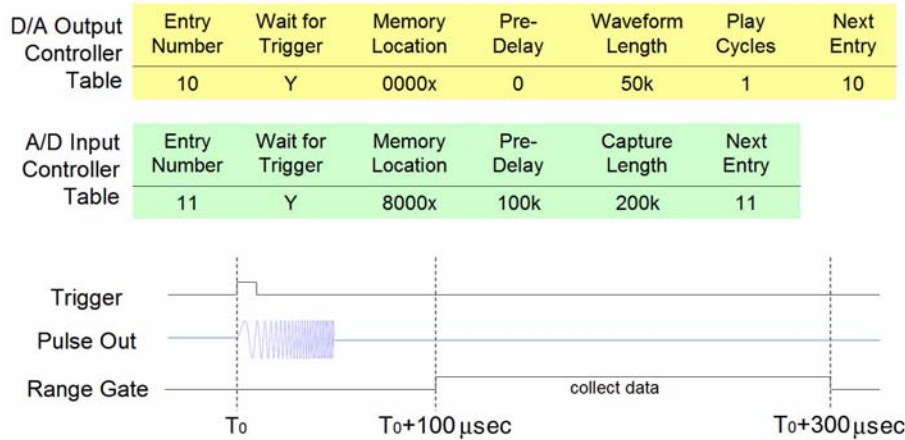 D/A Output Controller Table
Entry Number Wait for Trigger Memory Location Pre-Delay Waveform Length Play Cycles Next Entry
10 Y 0000x 0 50k 1 10
A/D Input Controller Table
Entry Number Wait for Trigger Memory Location Pre-Delay Capture Length Next Entry
11 Y 8000x 100k 200k 11
Trigger
Pulse Out
Range Gate
collect data
T0 T0+100 μsec T0+300 μsec